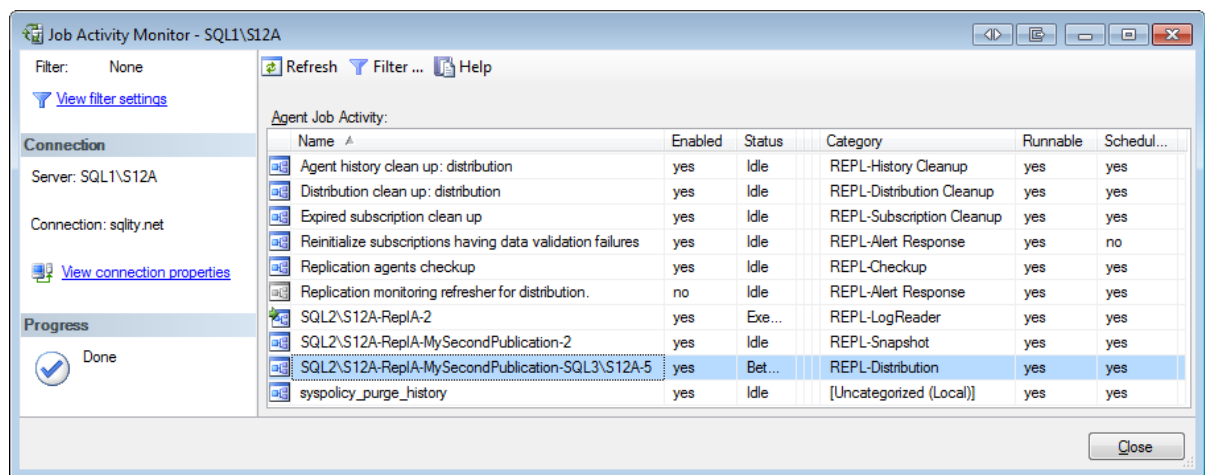 Job Activity Monitor - SQL1\S12A
Filter: None
View filter settings
Connection
Server: SQL1\S12A
Connection: sqlity.net
View connection properties
Progress
Done
Refresh Filter ... Help
Agent Job Activity:
Name Enabled Status Category Runnable Schedul...
Agent history clean up: distribution yes Idle REPL-History Cleanup yes yes
Distribution clean up: distribution yes Idle REPL-Distribution Cleanup yes yes
Expired subscription clean up yes Idle REPL-Subscription Cleanup yes yes
Reinitialize subscriptions having data validation failures yes Idle REPL-Alert Response yes no
Replication agents checkup yes Idle REPL-Checkup yes yes
Replication monitoring refresher for distribution. no Idle REPL-Alert Response yes yes
SQL2\S12A-ReplA-2 yes Exe... REPL-LogReader yes yes
SQL2\S12A-ReplA-MySecondPublication-2 yes Idle REPL-Snapshot yes yes
SQL2\S12A-ReplA-MySecondPublication-SQL3\S12A-5 yes Bet... REPL-Distribution yes yes
syspolicy_purge_history yes Idle [Uncategorized (Local)] yes yes
Close